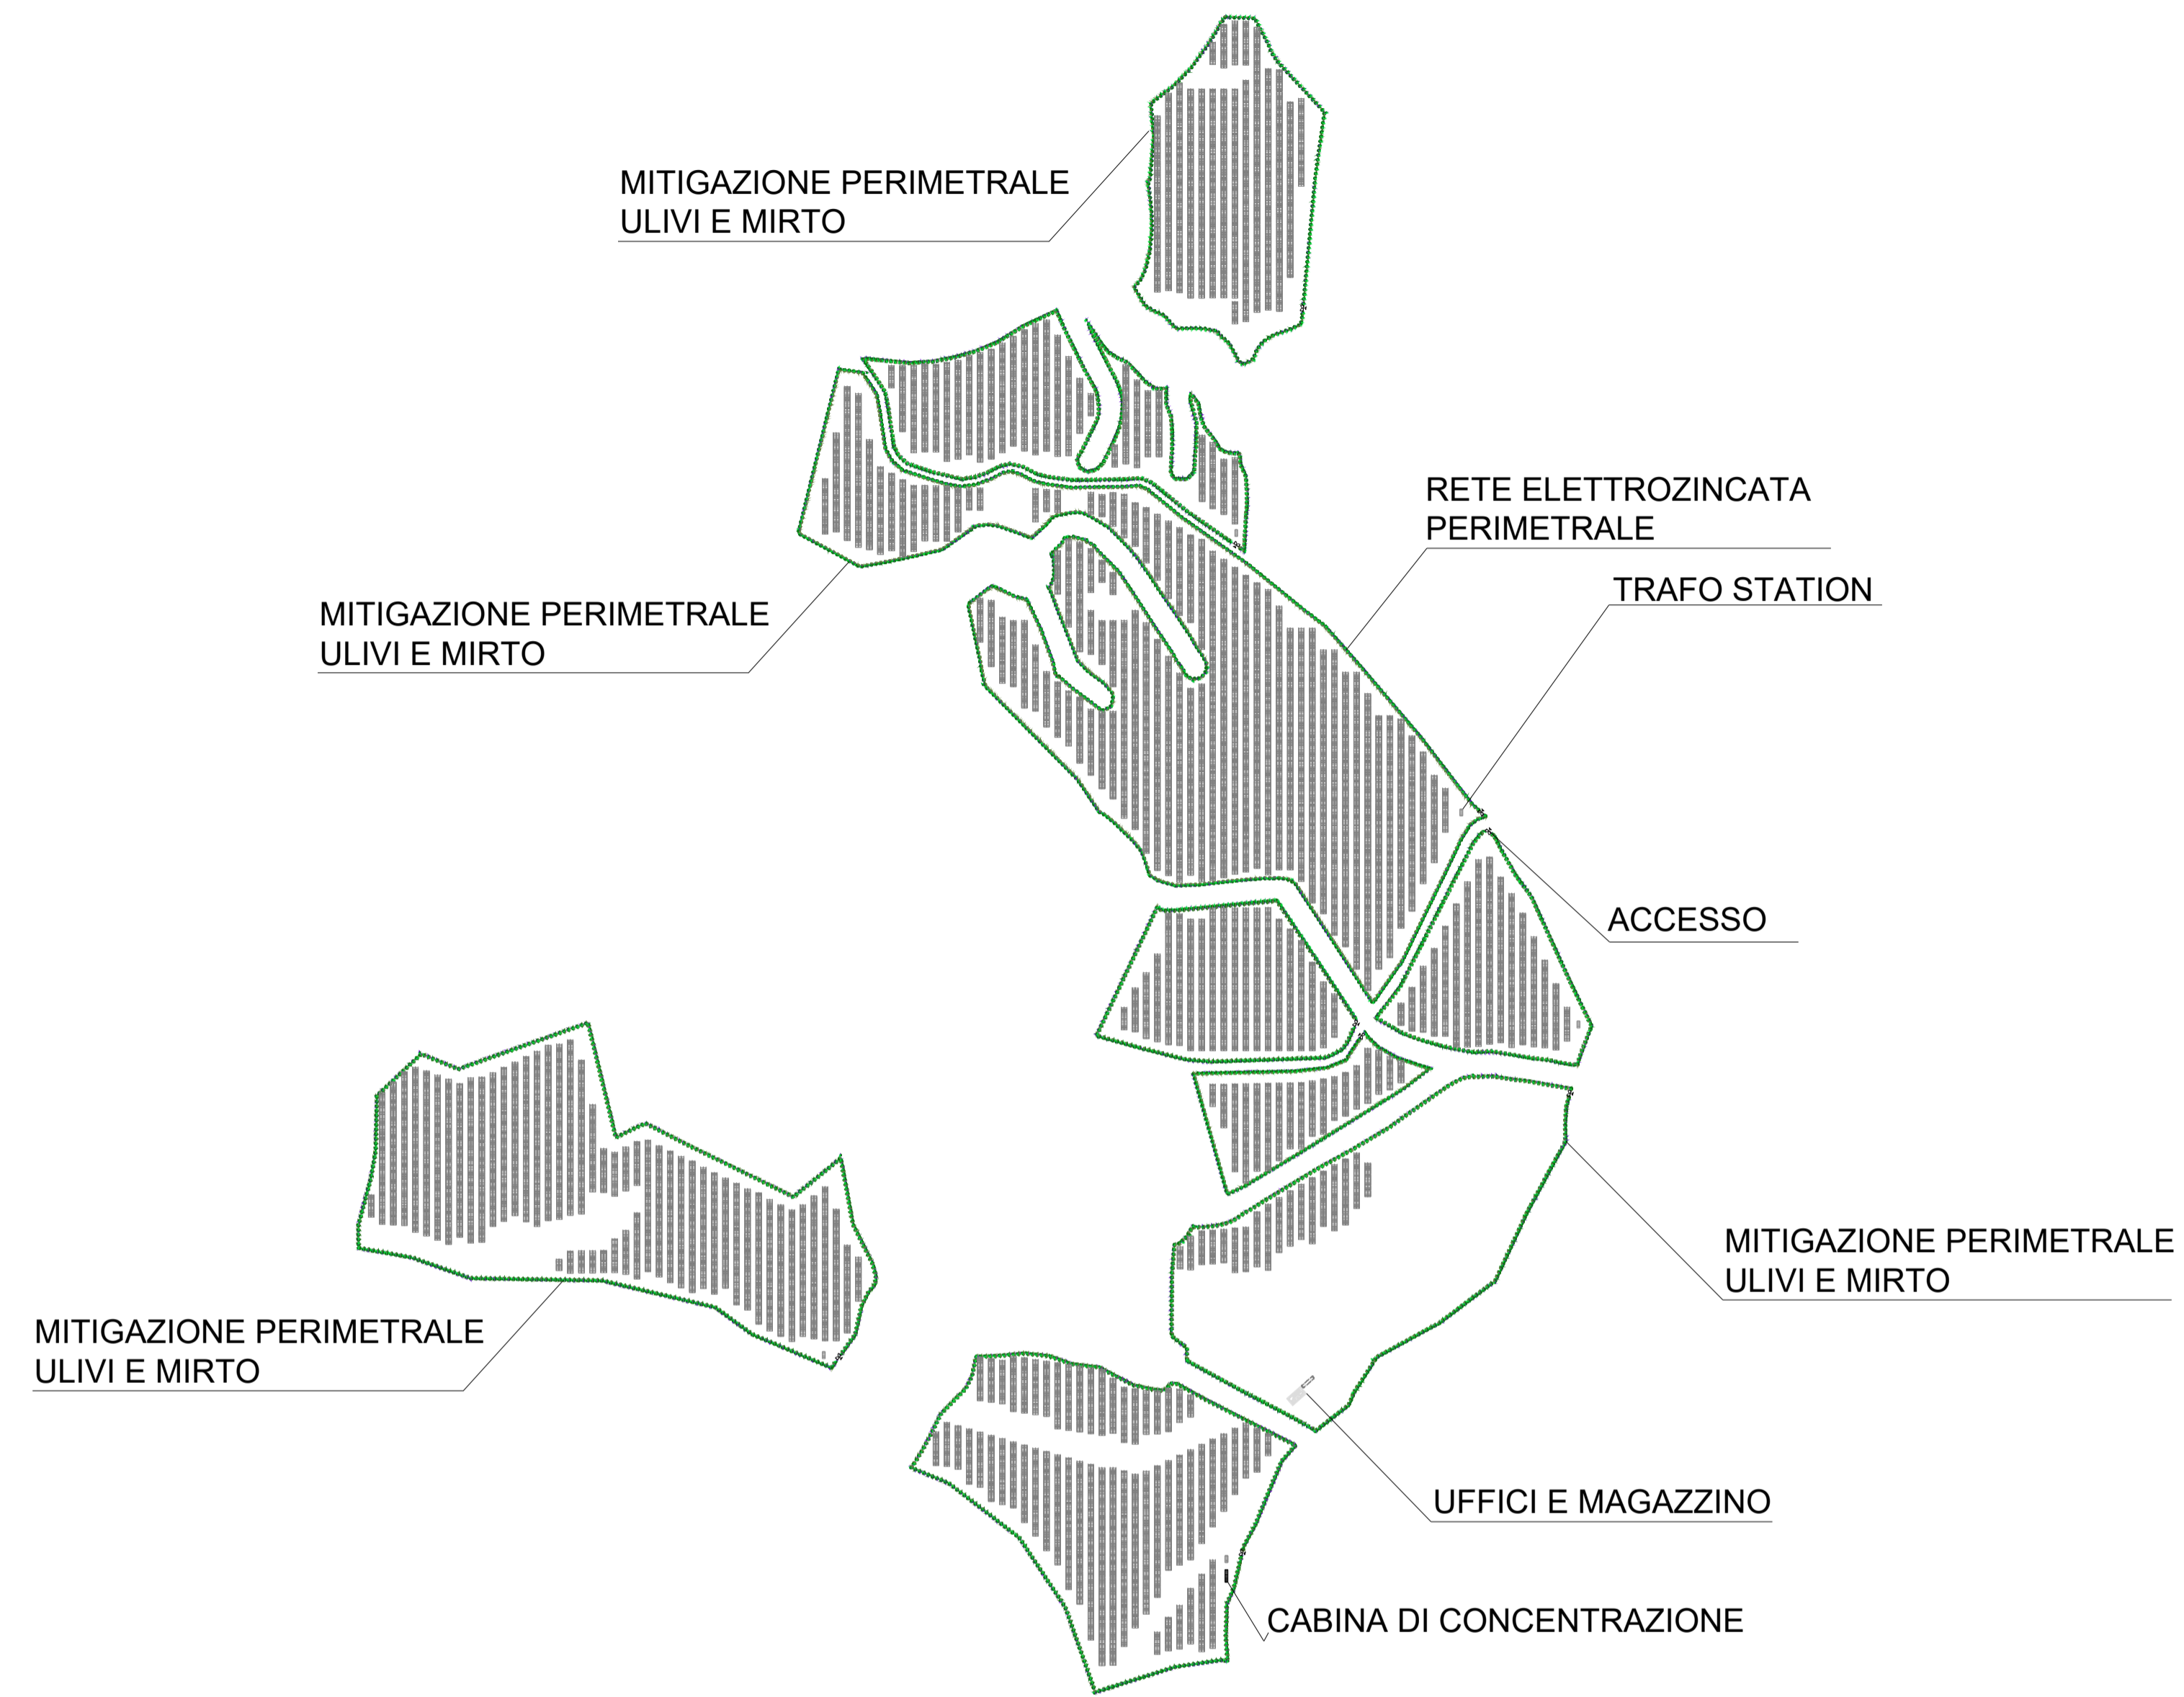 MITIGAZIONE PERIMETRALE
ULIVI E MIRTO
RETE ELETTROZINCATA
PERIMETRALE
TRAFO STATION
MITIGAZIONE PERIMETRALE
ULIVI E MIRTO
ACCESSO
MITIGAZIONE PERIMETRALE
ULIVI E MIRTO
MITIGAZIONE PERIMETRALE
ULIVI E MIRTO
UFFICI E MAGAZZINO
CABINA DI CONCENTRAZIONE